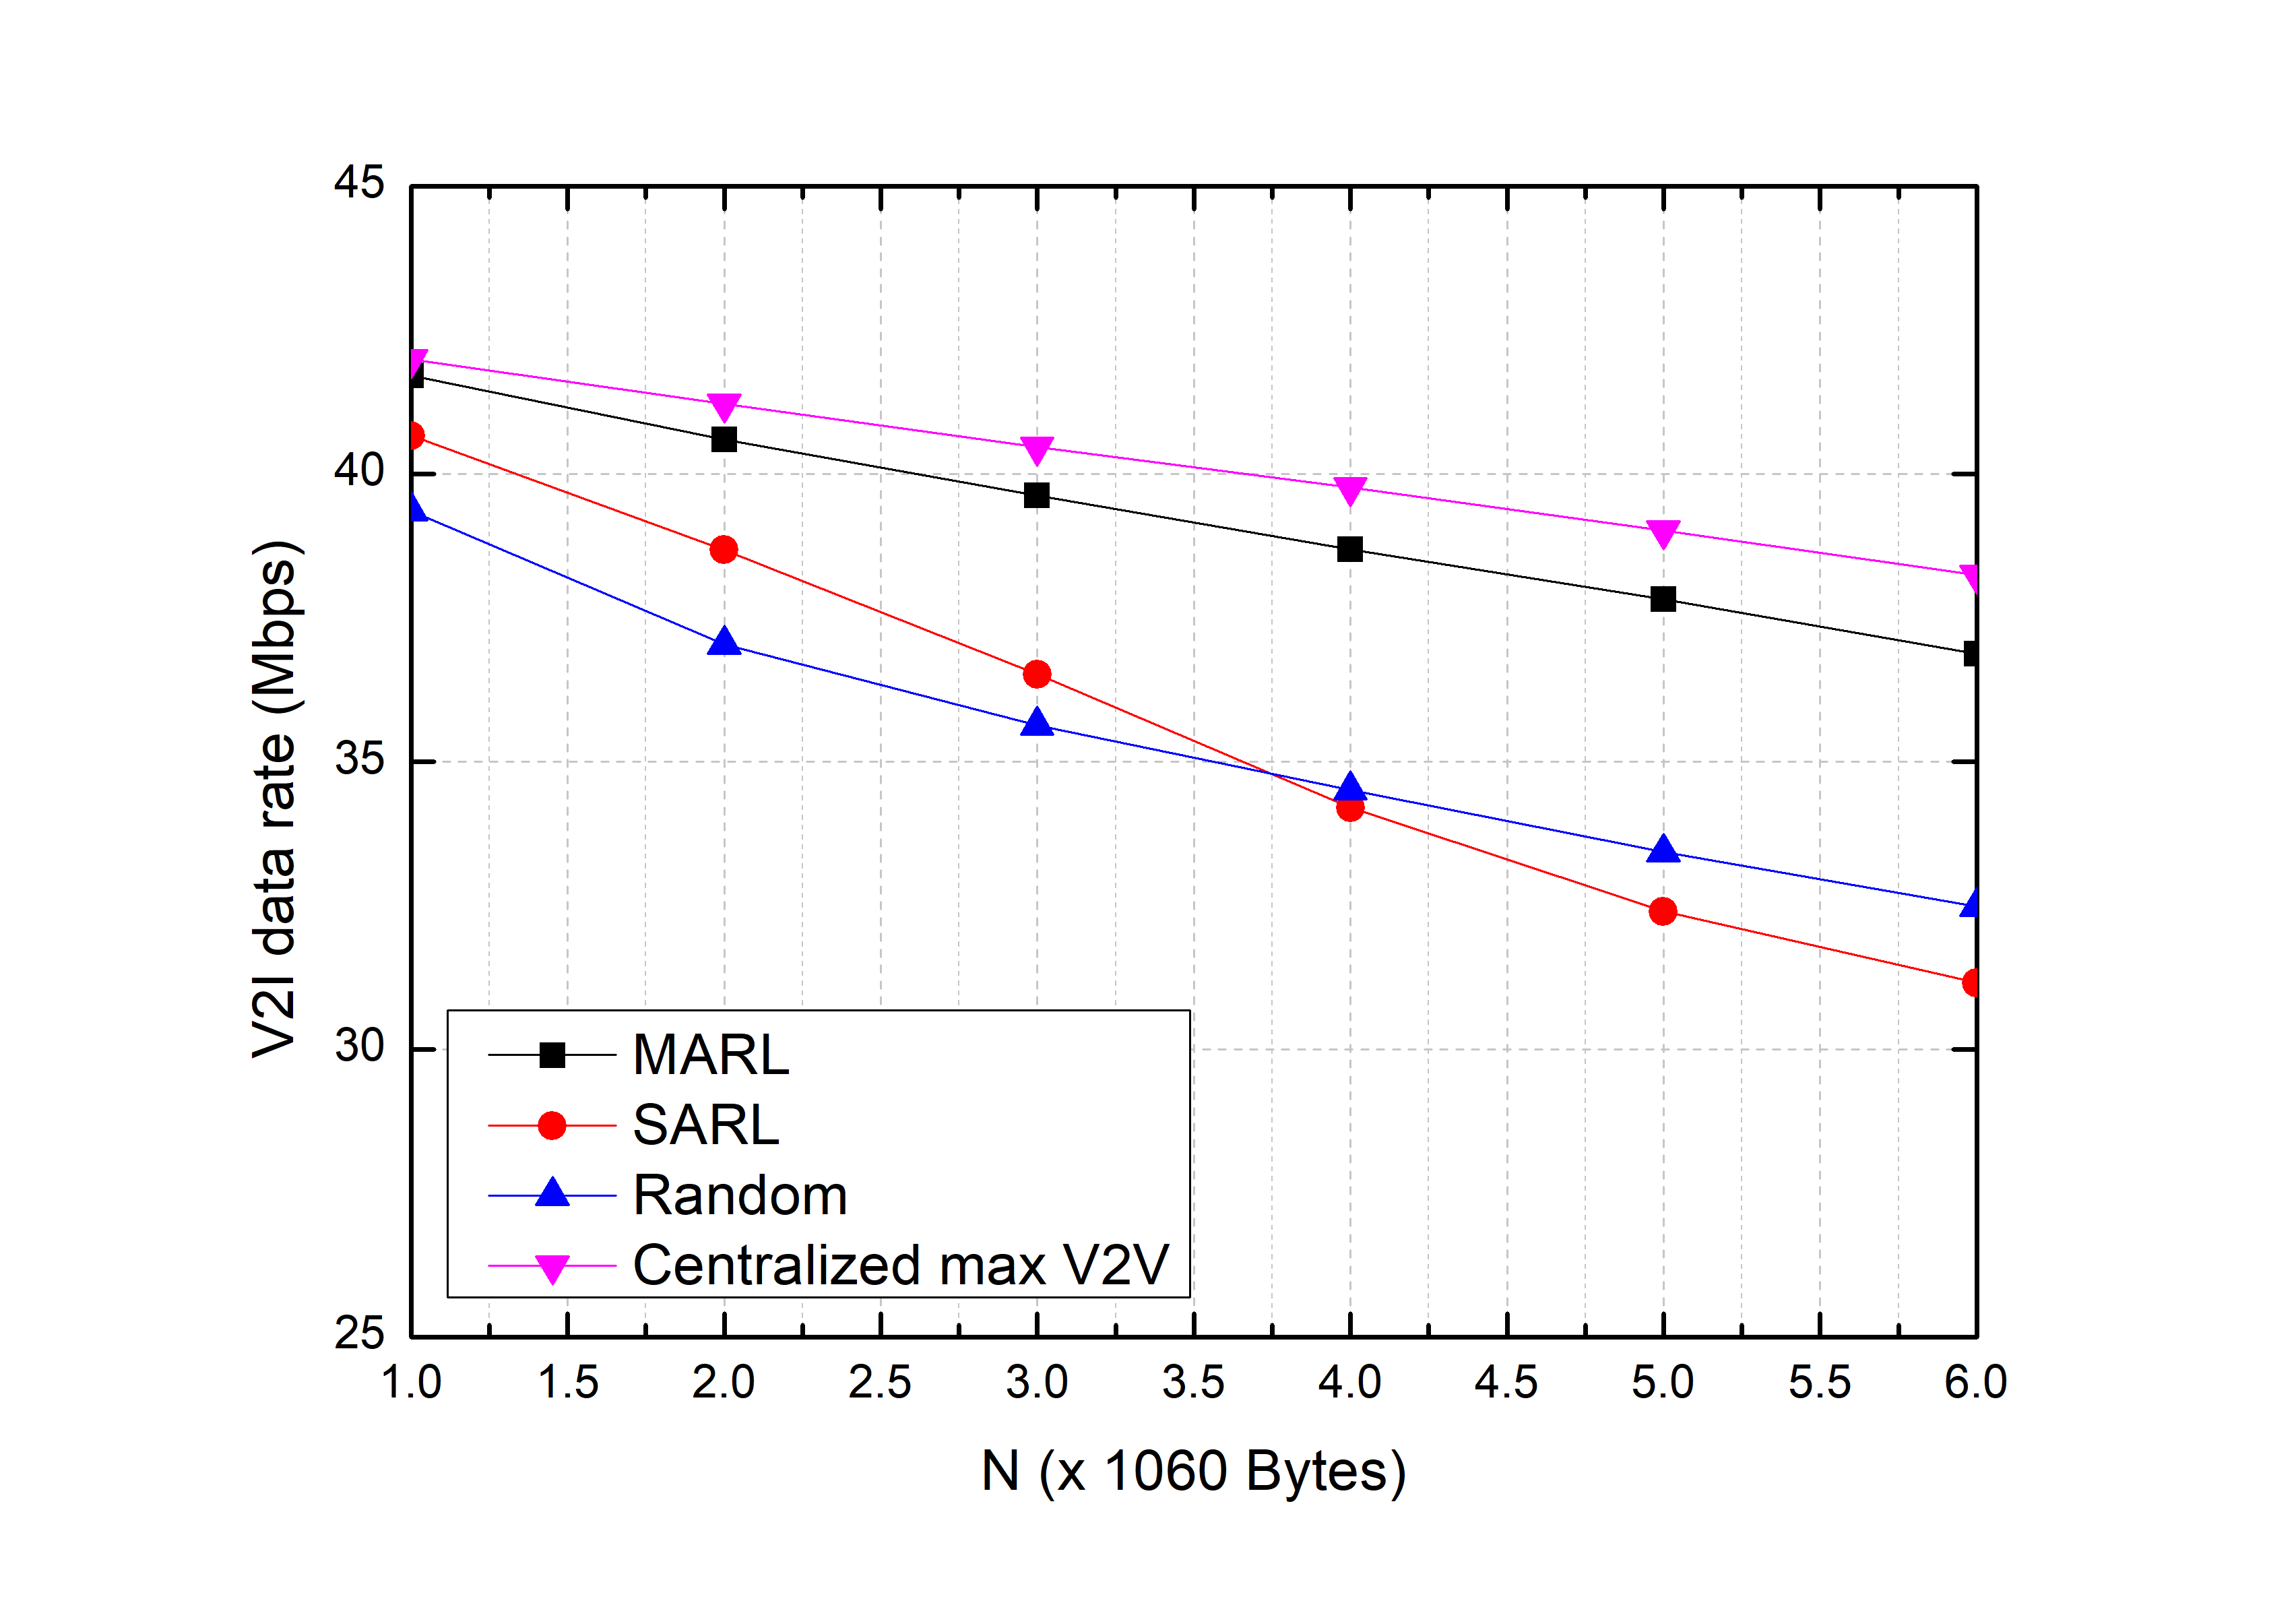 45
40
35
30
25
V2I data rate (Mbps)
MARL
SARL
Random
Centralized max V2V
1.0 1.5 2.0 2.5 3.0 3.5 4.0 4.5 5.0 5.5 6.0
N (x 1060 Bytes)